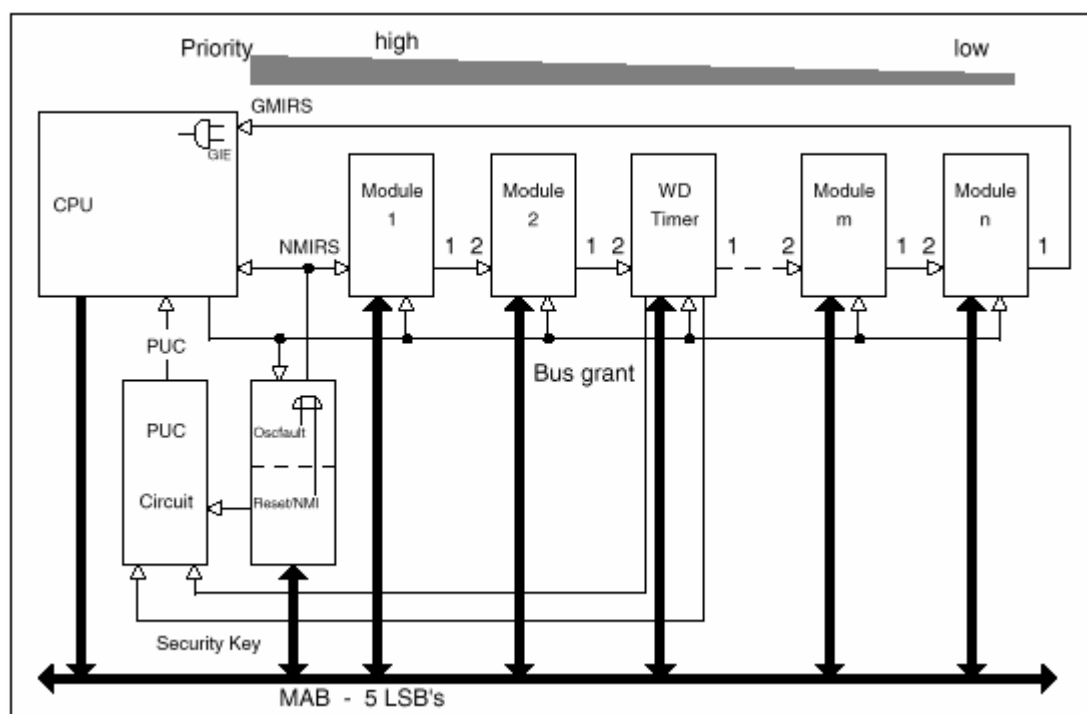 Priority high low
GMIRS
GIE
CPU
Module 1
Module 2
WD Timer
Module m
Module n
NMIRS
1 2 1 2 1 2 1 2 1
PUC
Bus grant
PUC
Circuit
Oscfault
Reset/NMI
Security Key
MAB - 5 LSB's